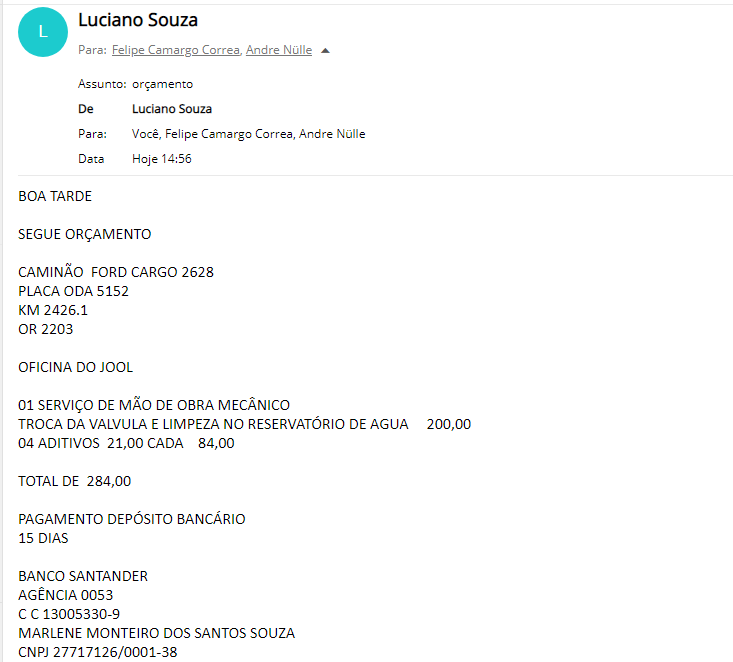 L
Luciano Souza
Para: Felipe Camargo Correa, Andre Nülle
Assunto: orçamento
De Luciano Souza
Para: Você, Felipe Camargo Correa, Andre Nülle
Data Hoje 14:56
BOA TARDE
SEGUE ORÇAMENTO
CAMINÃO FORD CARGO 2628
PLACA ODA 5152
KM 2426.1
OR 2203
OFICINA DO JOOL
01 SERVIÇO DE MÃO DE OBRA MECÂNICO
TROCA DA VALVULA E LIMPEZA NO RESERVATÓRIO DE AGUA 200,00
04 ADITIVOS 21,00 CADA 84,00
TOTAL DE 284,00
PAGAMENTO DEPÓSITO BANCÁRIO
15 DIAS
BANCO SANTANDER
AGÊNCIA 0053
C C 13005330-9
MARLENE MONTEIRO DOS SANTOS SOUZA
CNPJ 27717126/0001-38